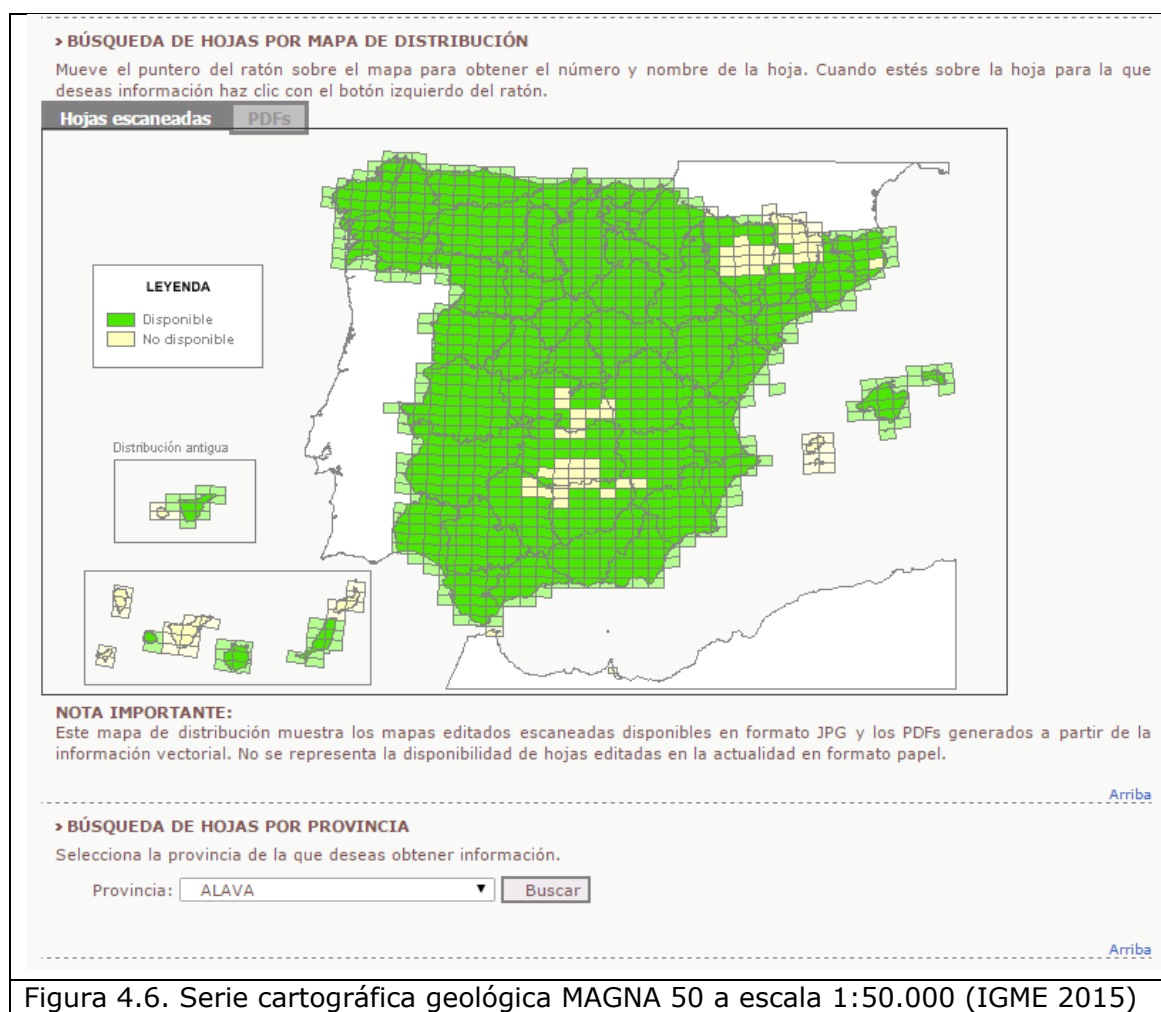 > BÚSQUEDA DE HOJAS POR MAPA DE DISTRIBUCIÓN
Mueve el puntero del ratón sobre el mapa para obtener el número y nombre de la hoja. Cuando estés sobre la hoja para la que
deseas información haz clic con el botón izquierdo del ratón.
Hojas escaneadas PDFs
LEYENDA
Disponible
No disponible
Distribución antigua
NOTA IMPORTANTE:
Este mapa de distribución muestra los mapas editados escaneadas disponibles en formato JPG y los PDFs generados a partir de la
información vectorial. No se representa la disponibilidad de hojas editadas en la actualidad en formato papel.
Arriba
> BÚSQUEDA DE HOJAS POR PROVINCIA
Selecciona la provincia de la que deseas obtener información.
Provincia: ALAVA Buscar
Arriba
Figura 4.6. Serie cartográfica geológica MAGNA 50 a escala 1:50.000 (IGME 2015)